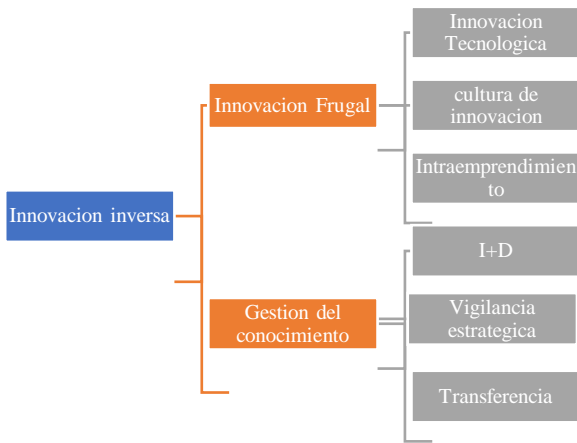 Innovacion inversa
Innovacion Frugal
Innovacion
Tecnologica
cultura de
innovacion
Intraemprendimien
to
Gestion del
conocimiento
I+D
Vigilancia
estrategica
Transferencia